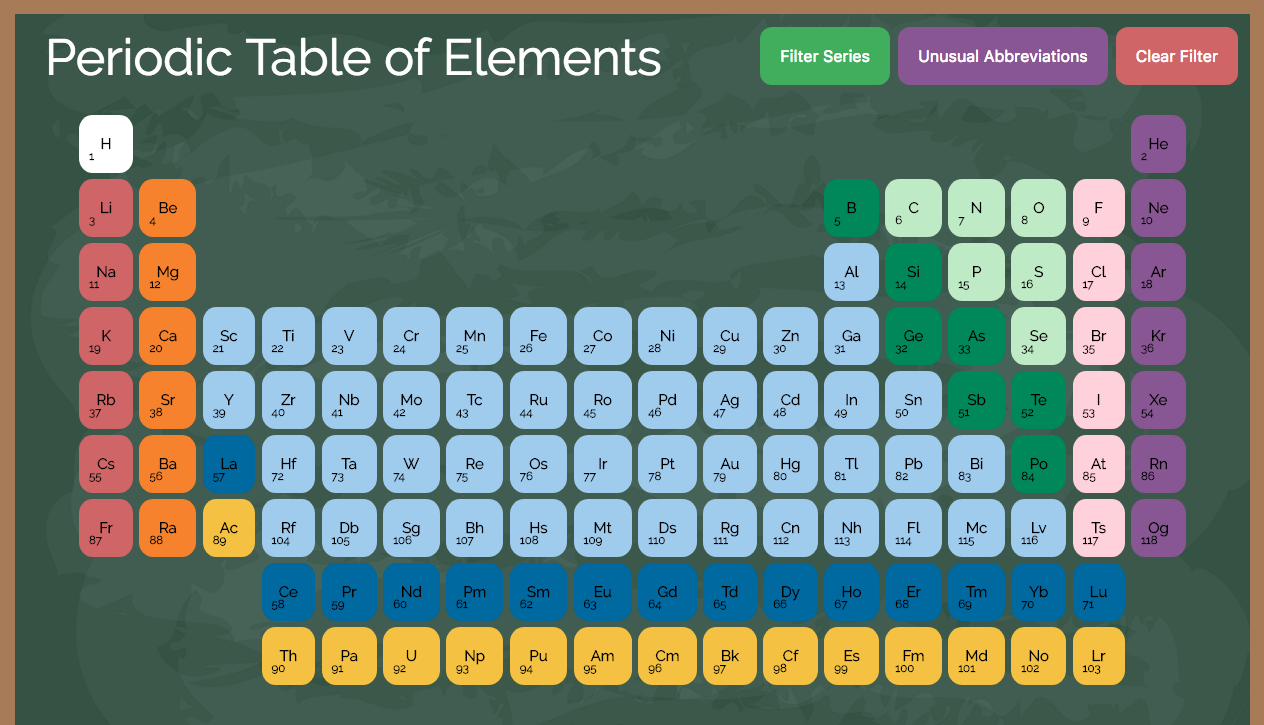 Periodic Table of Elements
Filter Series
Unusual Abbreviations
Clear Filter
H 1 He 2
Li 3 Be 4 B 5 C 6 N 7 O 8 F 9 Ne 10
Na 11 Mg 12 Al 13 Si 14 P 15 S 16 Cl 17 Ar 18
K 19 Ca 20 Sc 21 Ti 22 V 23 Cr 24 Mn 25 Fe 26 Co 27 Ni 28 Cu 29 Zn 30 Ga 31 Ge 32 As 33 Se 34 Br 35 Kr 36
Rb 37 Sr 38 Y 39 Zr 40 Nb 41 Mo 42 Tc 43 Ru 44 Ro 45 Pd 46 Ag 47 Cd 48 In 49 Sn 50 Sb 51 Te 52 I 53 Xe 54
Cs 55 Ba 56 La 57 Hf 72 Ta 73 W 74 Re 75 Os 76 Ir 77 Pt 78 Au 79 Hg 80 Tl 81 Pb 82 Bi 83 Po 84 At 85 Rn 86
Fr 87 Ra 88 Ac 89 Rf 104 Db 105 Sg 106 Bh 107 Hs 108 Mt 109 Ds 110 Rg 111 Cn 112 Nh 113 Fl 114 Mc 115 Lv 116 Ts 117 Og 118
Ce 58 Pr 59 Nd 60 Pm 61 Sm 62 Eu 63 Gd 64 Td 65 Dy 66 Ho 67 Er 68 Tm 69 Yb 70 Lu 71
Th 90 Pa 91 U 92 Np 93 Pu 94 Am 95 Cm 96 Bk 97 Cf 98 Es 99 Fm 100 Md 101 No 102 Lr 103